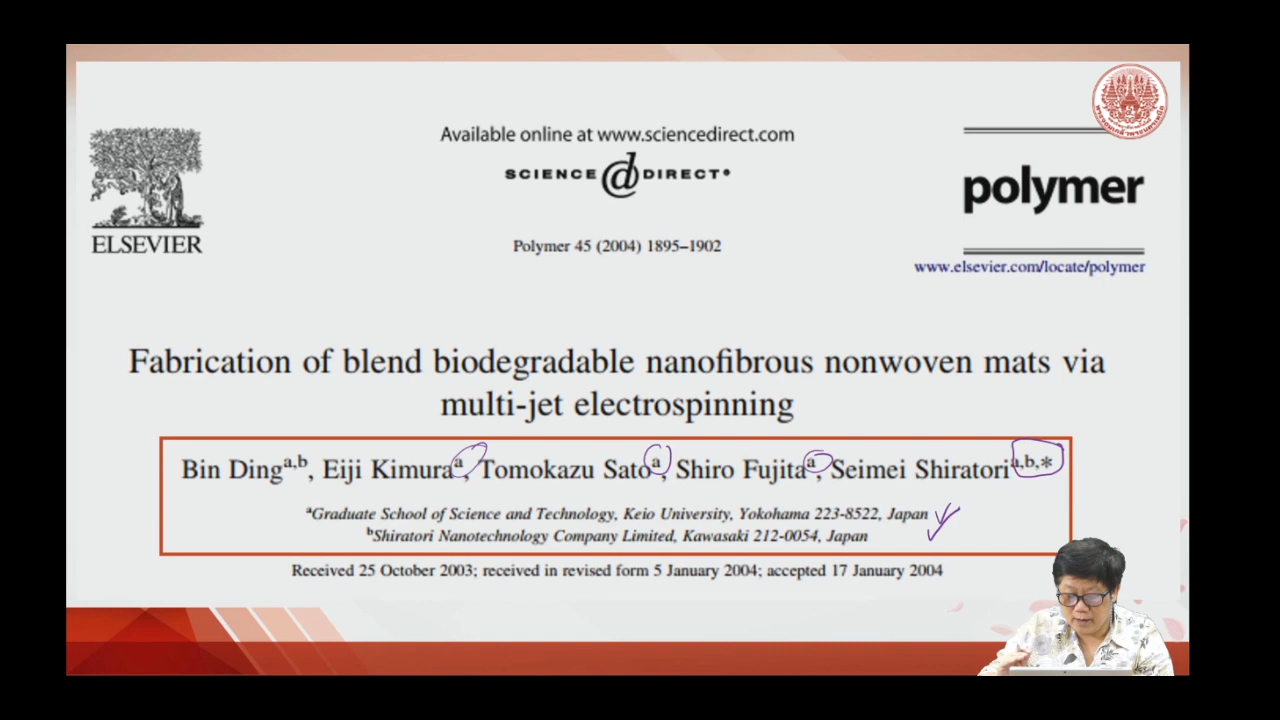 Available online at www.sciencedirect.com
SCIENCE @ DIRECT®
polymer
ELSEVIER
Polymer 45 (2004) 1895–1902
www.elsevier.com/locate/polymer
Fabrication of blend biodegradable nanofibrous nonwoven mats via
multi-jet electrospinning
Bin Dingᵃ,ᵇ, Eiji Kimuraᵃ, Tomokazu Satoᵃ, Shiro Fujitaᵃ, Seimei Shiratoriᵃ,ᵇ,*
ᵃGraduate School of Science and Technology, Keio University, Yokohama 223-8522, Japan
ᵇShiratori Nanotechnology Company Limited, Kawasaki 212-0054, Japan
Received 25 October 2003; received in revised form 5 January 2004; accepted 17 January 2004